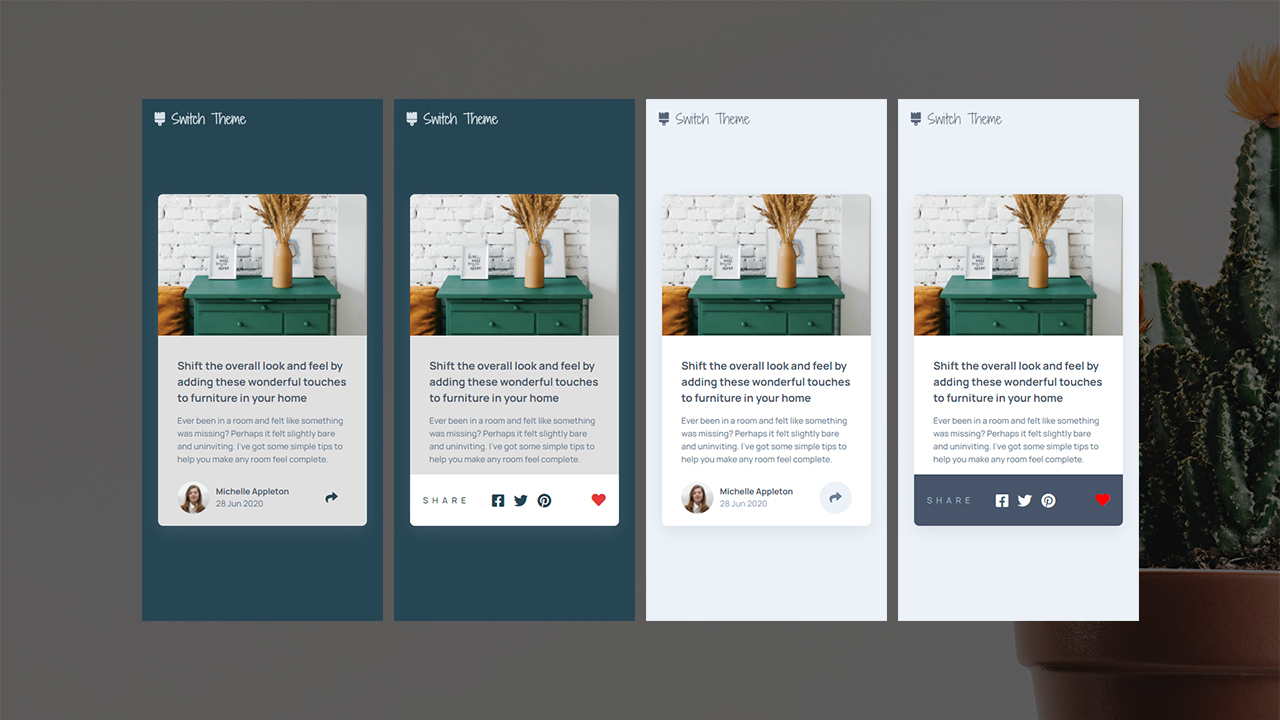 Switch Theme
Shift the overall look and feel by
adding these wonderful touches
to furniture in your home
Ever been in a room and felt like something
was missing? Perhaps it felt slightly bare
and uninviting. I've got some simple tips to
help you make any room feel complete.
Michelle Appleton
28 Jun 2020
Switch Theme
Shift the overall look and feel by
adding these wonderful touches
to furniture in your home
Ever been in a room and felt like something
was missing? Perhaps it felt slightly bare
and uninviting. I've got some simple tips to
help you make any room feel complete.
SHARE
Switch Theme
Shift the overall look and feel by
adding these wonderful touches
to furniture in your home
Ever been in a room and felt like something
was missing? Perhaps it felt slightly bare
and uninviting. I've got some simple tips to
help you make any room feel complete.
Michelle Appleton
28 Jun 2020
Switch Theme
Shift the overall look and feel by
adding these wonderful touches
to furniture in your home
Ever been in a room and felt like something
was missing? Perhaps it felt slightly bare
and uninviting. I've got some simple tips to
help you make any room feel complete.
SHARE